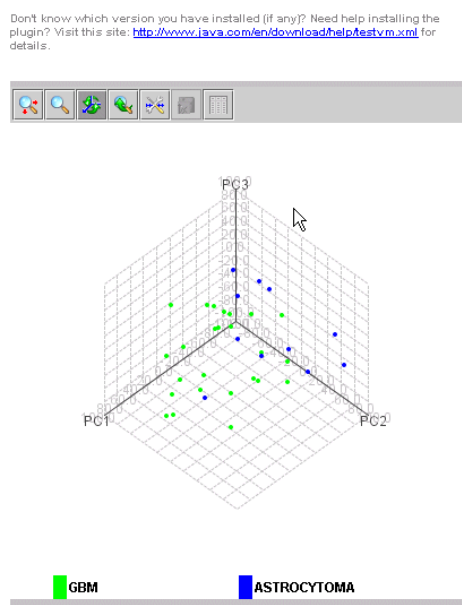 Don't know which version you have installed (if any)? Need help installing the
plugin? Visit this site: http://www.java.com/en/download/help/testvm.xml for
details.
PC3
PC1
PC2
GBM
ASTROCYTOMA